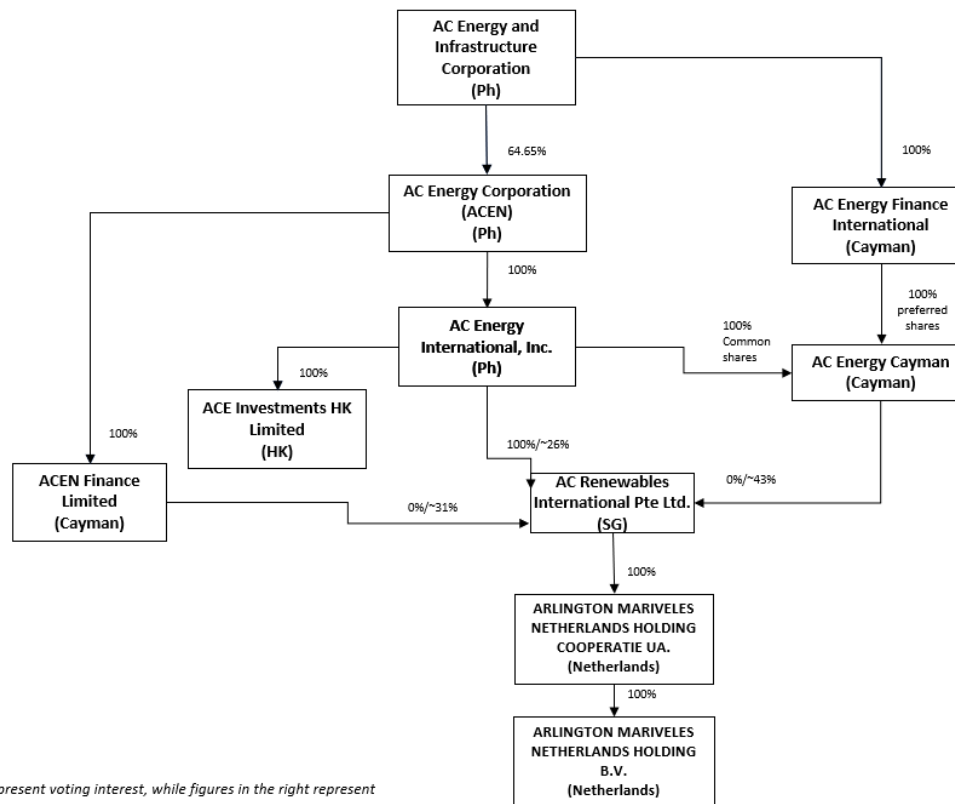 AC Energy and
Infrastructure
Corporation
(Ph)
64.65%
100%
AC Energy Corporation
(ACEN)
(Ph)
AC Energy Finance
International
(Cayman)
100%
100%
preferred
shares
AC Energy
International, Inc.
(Ph)
100%
Common
shares
AC Energy Cayman
(Cayman)
100%
ACE Investments HK
Limited
(HK)
100%
100%/~26%
ACEN Finance
Limited
(Cayman)
0%/~31%
AC Renewables
International Pte Ltd.
(SG)
0%/~43%
100%
ARLINGTON MARIVELES
NETHERLANDS HOLDING
COOPERATIE UA.
(Netherlands)
100%
ARLINGTON MARIVELES
NETHERLANDS HOLDING
B.V.
(Netherlands)
voting interest, while figures in the right represent